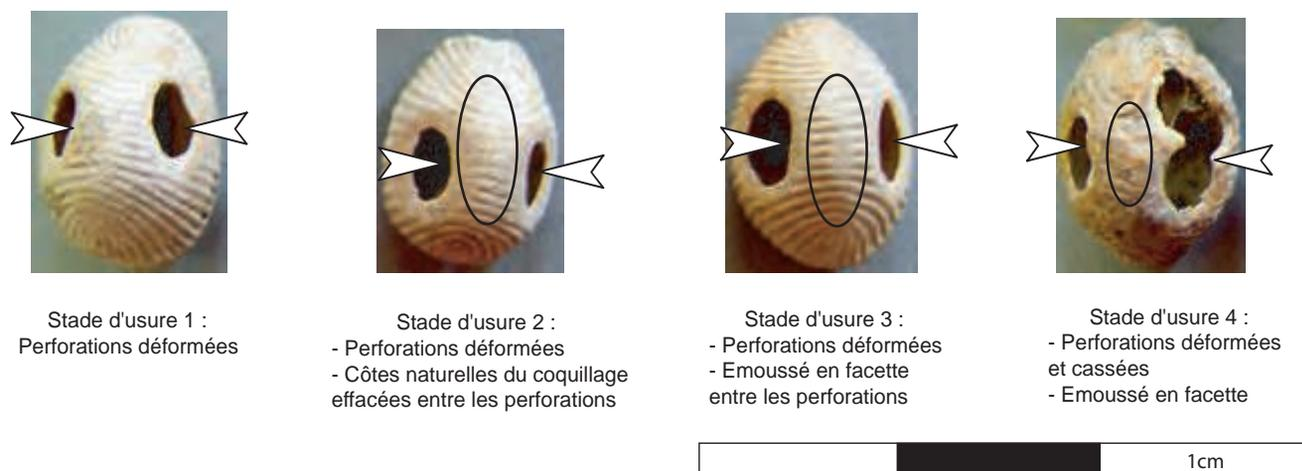 Stade d'usure 1 :
Perforations déformées
Stade d'usure 2 :
- Perforations déformées
- Côtes naturelles du coquillage
effacées entre les perforations
Stade d'usure 3 :
- Perforations déformées
- Emoussé en facette
entre les perforations
Stade d'usure 4 :
- Perforations déformées
et cassées
- Emoussé en facette
1cm